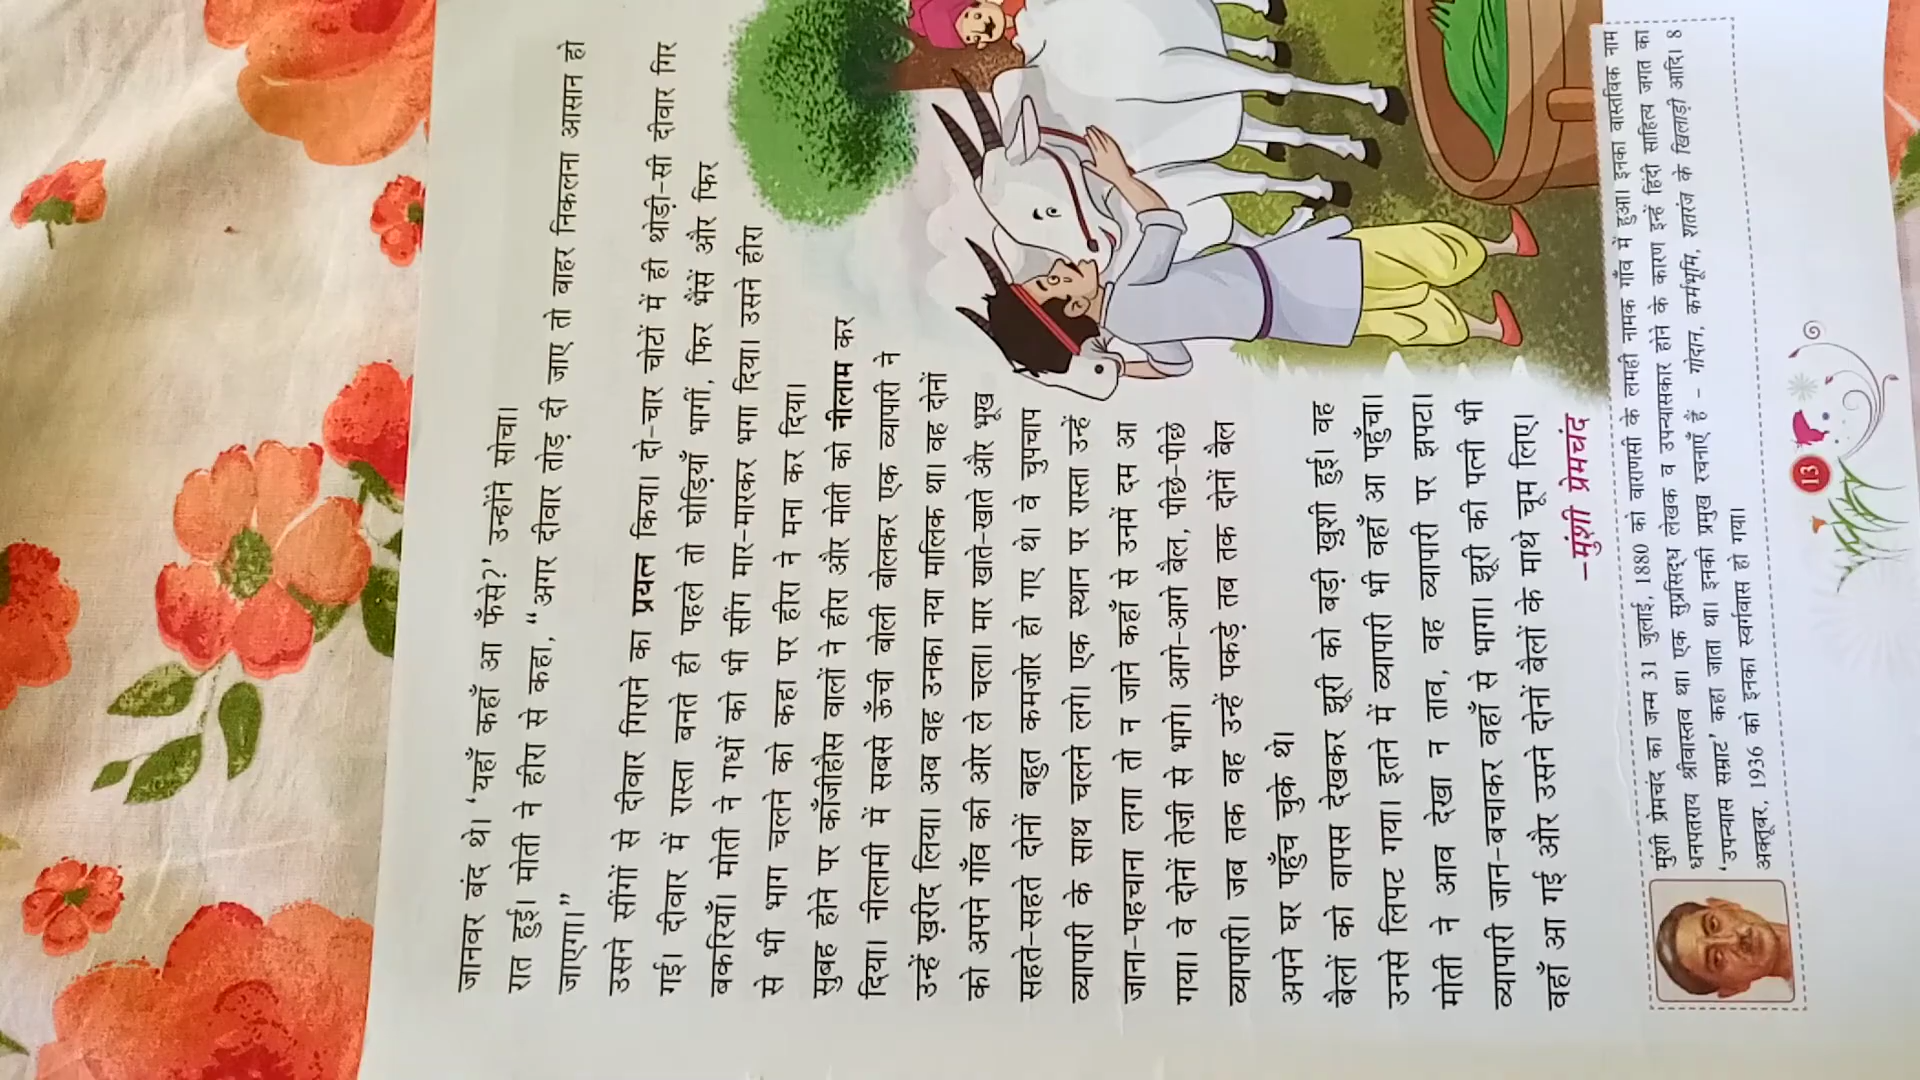 जानवर बंद थे। ‘यहाँ कहाँ आ फँसे?’ उन्होंने सोचा।
रात हुई। मोती ने हीरा से कहा, “अगर दीवार तोड़ दी जाए तो बाहर निकलना आसान हो
जाएगा।”
उसने सींगों से दीवार गिराने का प्रयत्न किया। दो-चार चोटों में ही थोड़ी-सी दीवार गिर
गई। दीवार में रास्ता बनते ही पहले तो घोड़ियाँ भागीं, फिर भैंसें और फिर
बकरियाँ। मोती ने गधों को भी सींग मार-मारकर भगा दिया। उसने हीरा
से भी भाग चलने को कहा पर हीरा ने मना कर दिया।
सुबह होने पर काँजीहौस वालों ने हीरा और मोती को नीलाम कर
दिया। नीलामी में सबसे ऊँची बोली बोलकर एक व्यापारी ने
उन्हें ख़रीद लिया। अब वह उनका नया मालिक था। वह दोनों
को अपने गाँव की ओर ले चला। मार खाते-खाते और भूख
सहते-सहते दोनों बहुत कमजोर हो गए थे। वे चुपचाप
व्यापारी के साथ चलने लगे। एक स्थान पर रास्ता उन्हें
जाना-पहचाना लगा तो न जाने कहाँ से उनमें दम आ
गया। वे दोनों तेज़ी से भागे। आगे-आगे बैल, पीछे-पीछे
व्यापारी। जब तक वह उन्हें पकड़े तब तक दोनों बैल
अपने घर पहुँच चुके थे।
बैलों को वापस देखकर झूरी को बड़ी खुशी हुई। वह
उनसे लिपट गया। इतने में व्यापारी भी वहाँ आ पहुँचा।
मोती ने आव देखा न ताव, वह व्यापारी पर झपटा।
व्यापारी जान-बचाकर वहाँ से भागा। झूरी की पत्नी भी
वहाँ आ गई और उसने दोनों बैलों के माथे चूम लिए।
–मुंशी प्रेमचंद
मुंशी प्रेमचंद का जन्म 31 जुलाई, 1880 को वाराणसी के लमही नामक गाँव में हुआ। इनका वास्तविक नाम
धनपतराय श्रीवास्तव था। एक सुप्रसिद्ध लेखक व उपन्यासकार होने के कारण इन्हें हिंदी साहित्य जगत का
‘उपन्यास सम्राट’ कहा जाता था। इनकी प्रमुख रचनाएँ हैं – गोदान, कर्मभूमि, शतरंज के खिलाड़ी आदि। 8
अक्तूबर, 1936 को इनका स्वर्गवास हो गया।
13